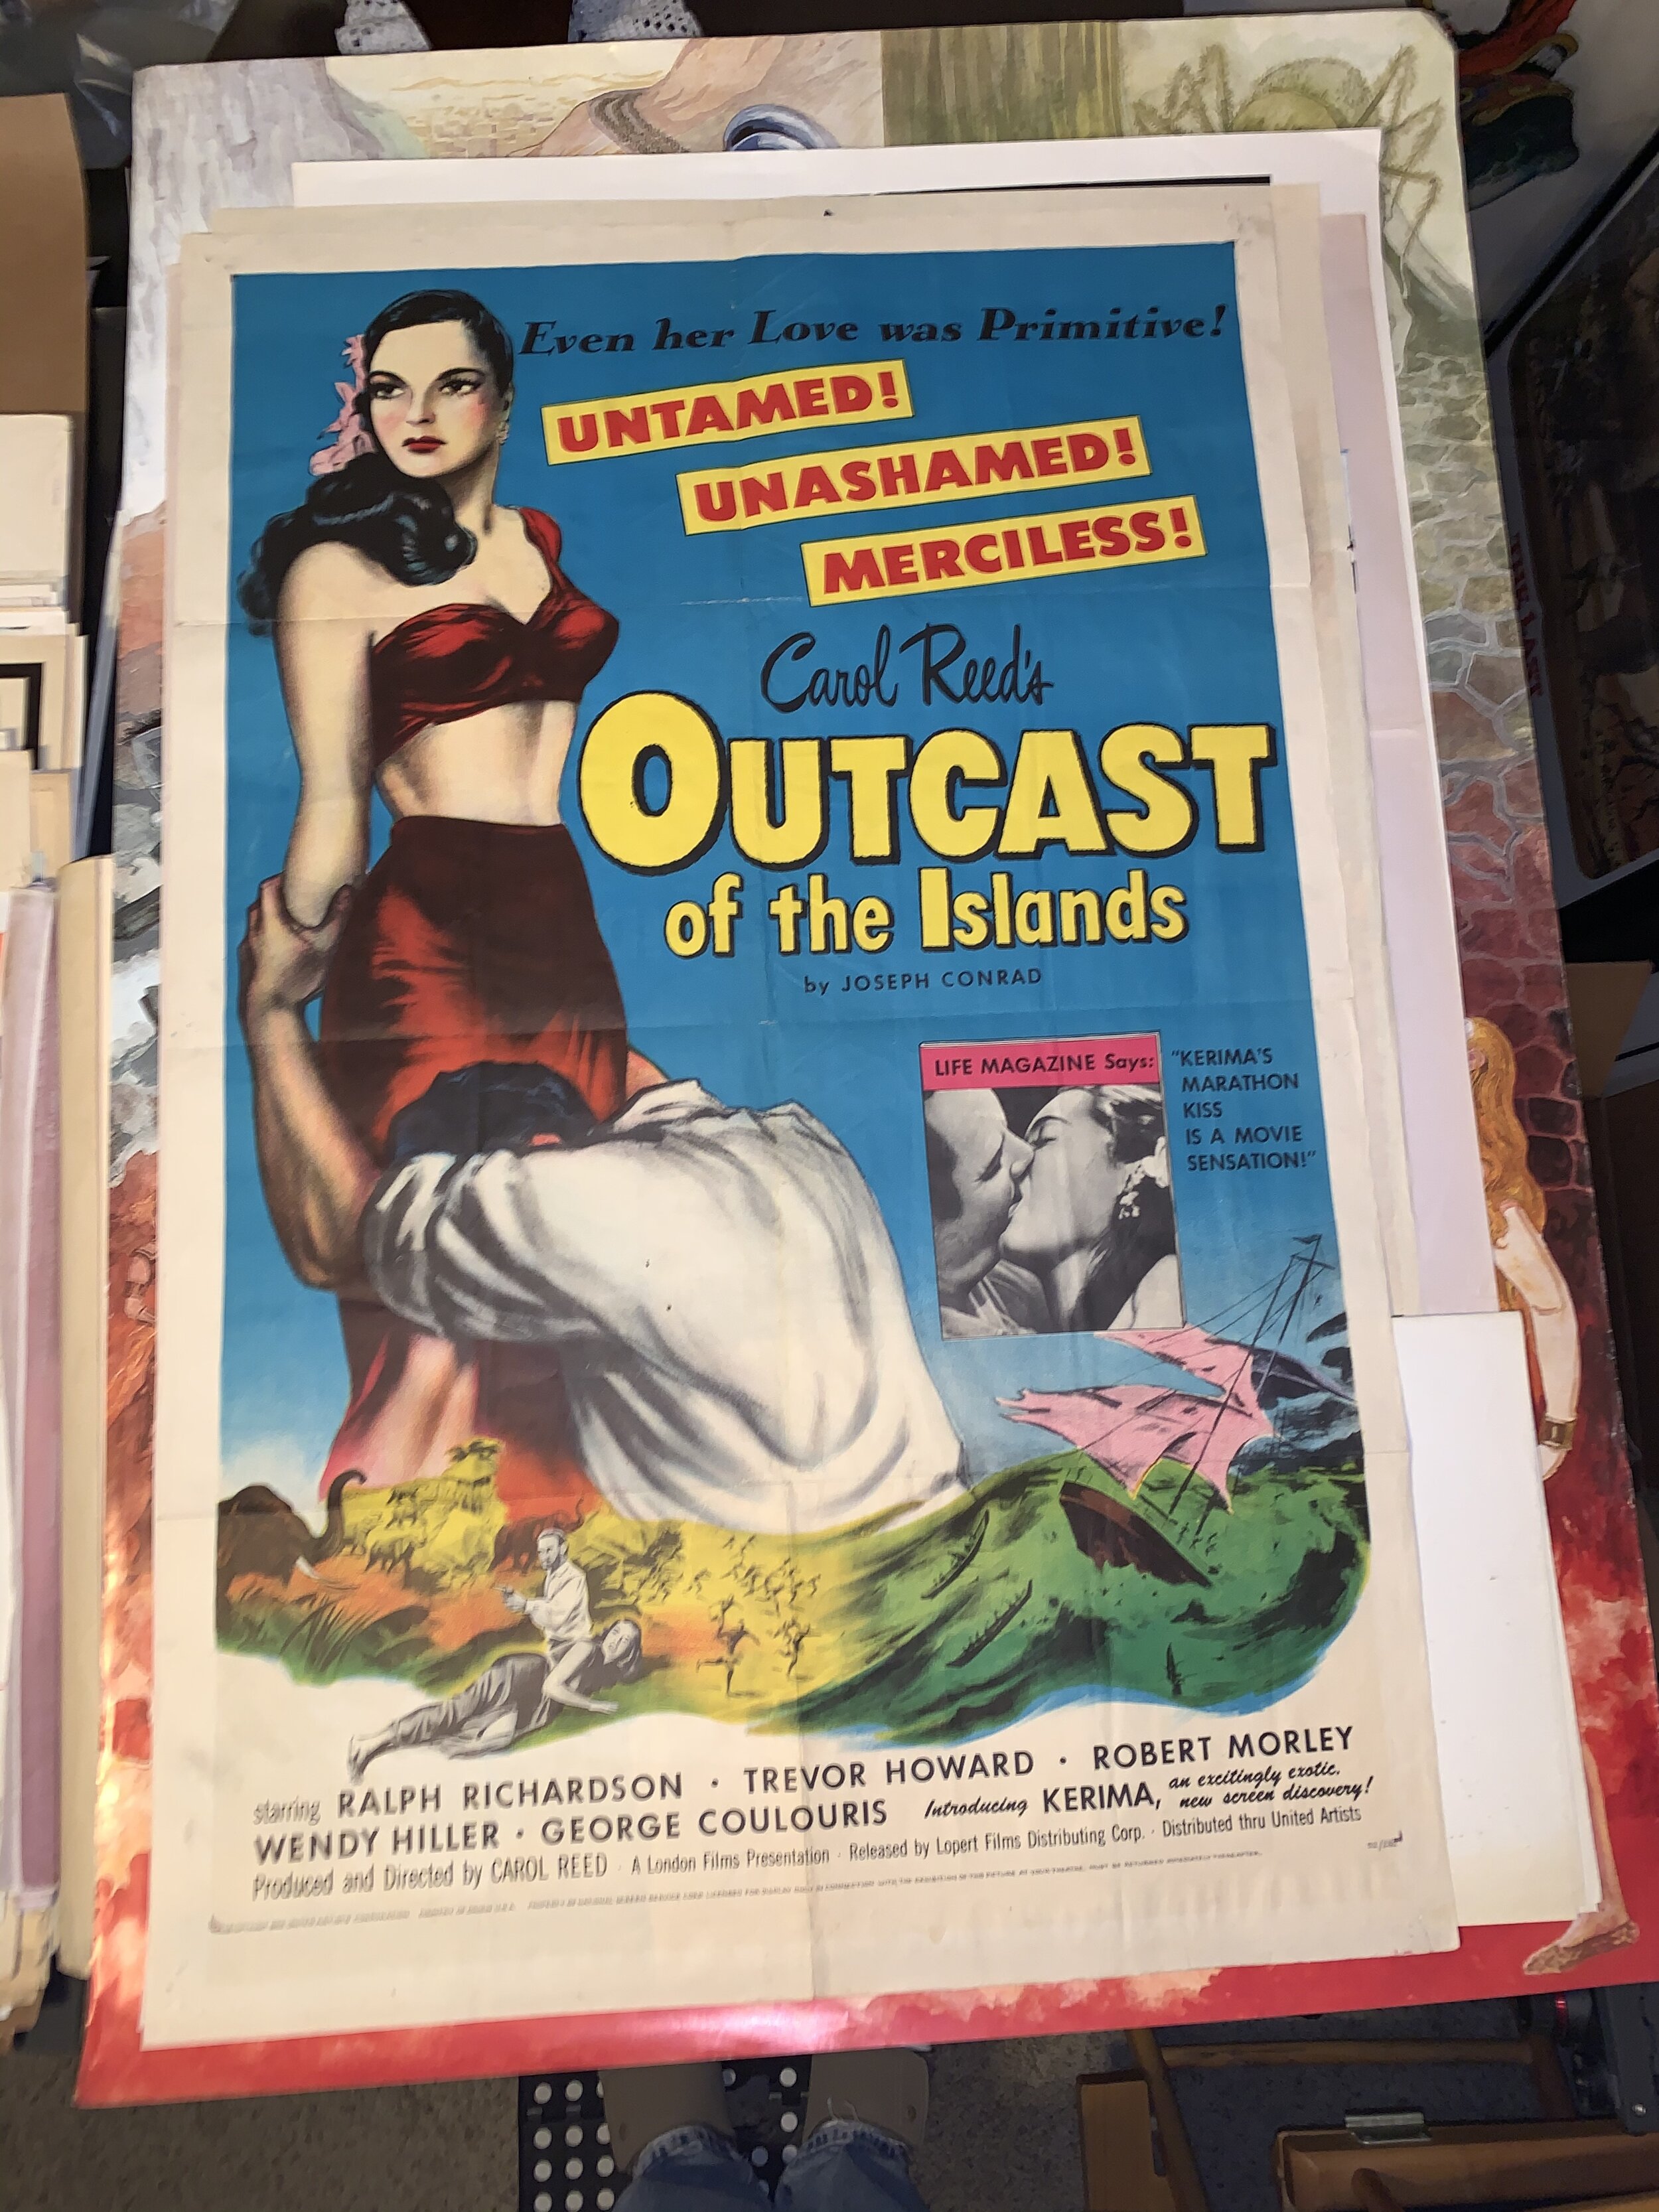 Even her Love was Primitive!
UNTAMED!
UNASHAMED!
MERCILESS!
Carol Reed's
OUTCAST
of the Islands
by JOSEPH CONRAD
LIFE MAGAZINE Says:
"KERIMA'S
MARATHON
KISS
IS A MOVIE
SENSATION!"
starring RALPH RICHARDSON · TREVOR HOWARD · ROBERT MORLEY
WENDY HILLER · GEORGE COULOURIS Introducing KERIMA, an excitingly exotic,
new screen discovery!
Produced and Directed by CAROL REED · A London Films Presentation · Released by Lopert Films Distributing Corp. · Distributed thru United Artists
THE LAST